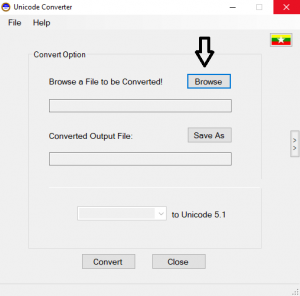 Unicode Converter
File Help
Convert Option
Browse a File to be Converted!
Browse
Converted Output File:
Save As
>
>
to Unicode 5.1
Convert
Close